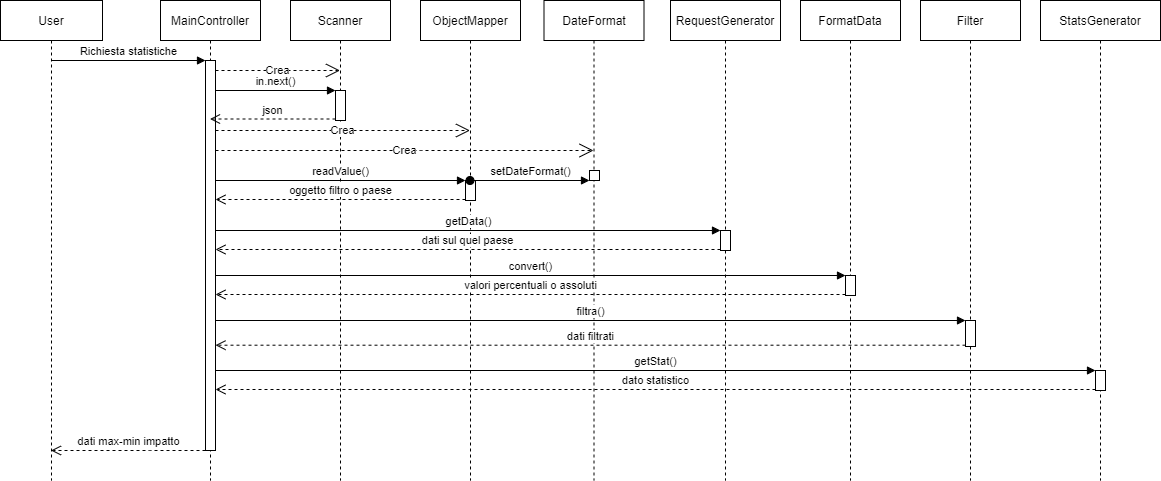 User
MainController
Scanner
ObjectMapper
DateFormat
RequestGenerator
FormatData
Filter
StatsGenerator
Richiesta statistiche
Crea
in.next()
json
Crea
Crea
readValue()
setDateFormat()
oggetto filtro o paese
getData()
dati sul quel paese
convert()
valori percentuali o assoluti
filtra()
dati filtrati
getStat()
dato statistico
dati max-min impatto